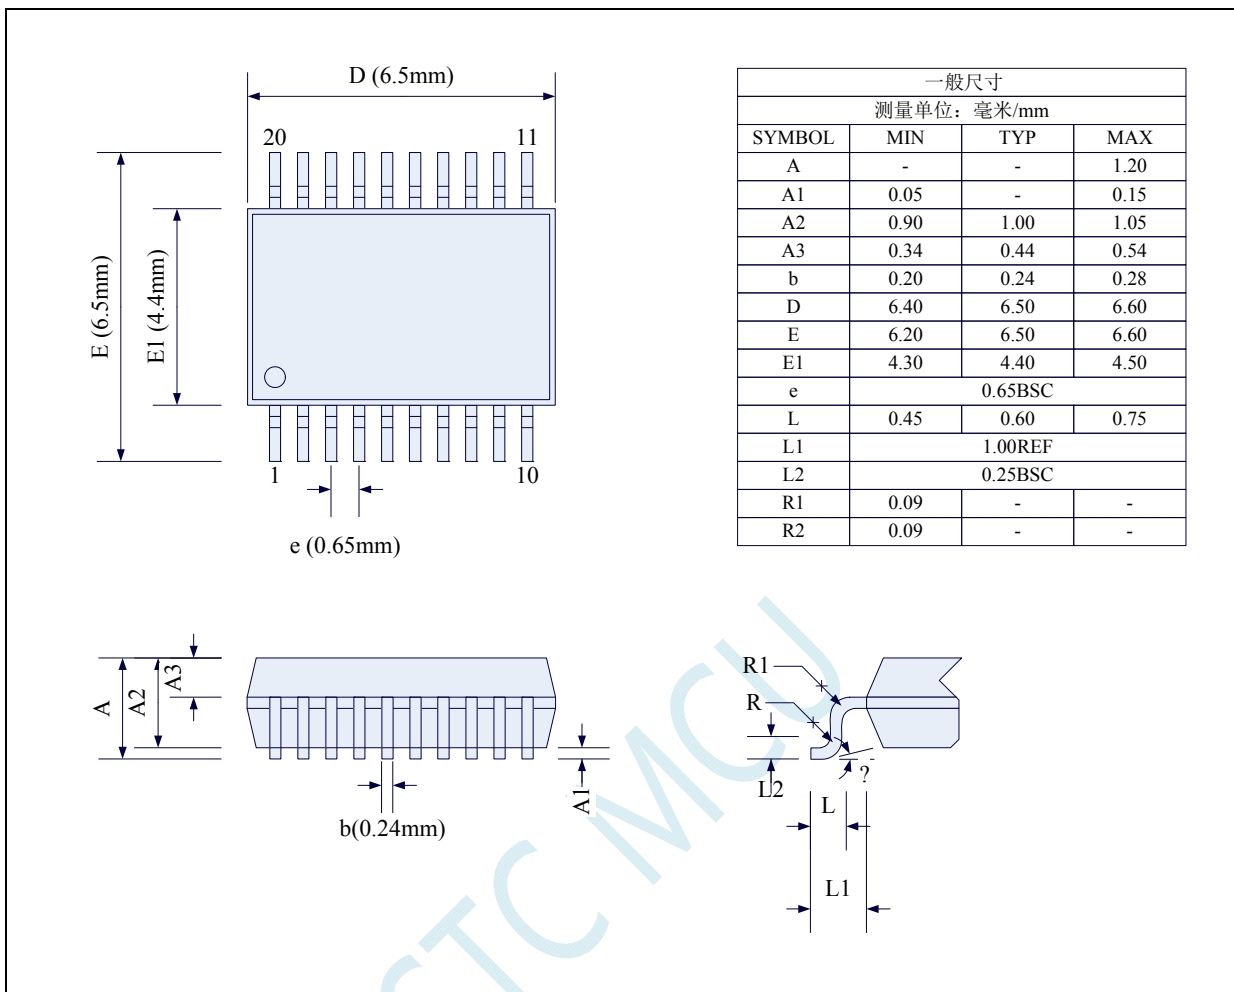 D (6.5mm)
20 11
E (6.5mm)
E1 (4.4mm)
1 10
e (0.65mm)
一般尺寸
测量单位：毫米/mm
SYMBOL MIN TYP MAX
A - - 1.20
A1 0.05 - 0.15
A2 0.90 1.00 1.05
A3 0.34 0.44 0.54
b 0.20 0.24 0.28
D 6.40 6.50 6.60
E 6.20 6.50 6.60
E1 4.30 4.40 4.50
e 0.65BSC
L 0.45 0.60 0.75
L1 1.00REF
L2 0.25BSC
R1 0.09 - -
R2 0.09 - -
A
A2
A3
A1
b(0.24mm)
R1
R
L2
?
L
L1
STC MCU